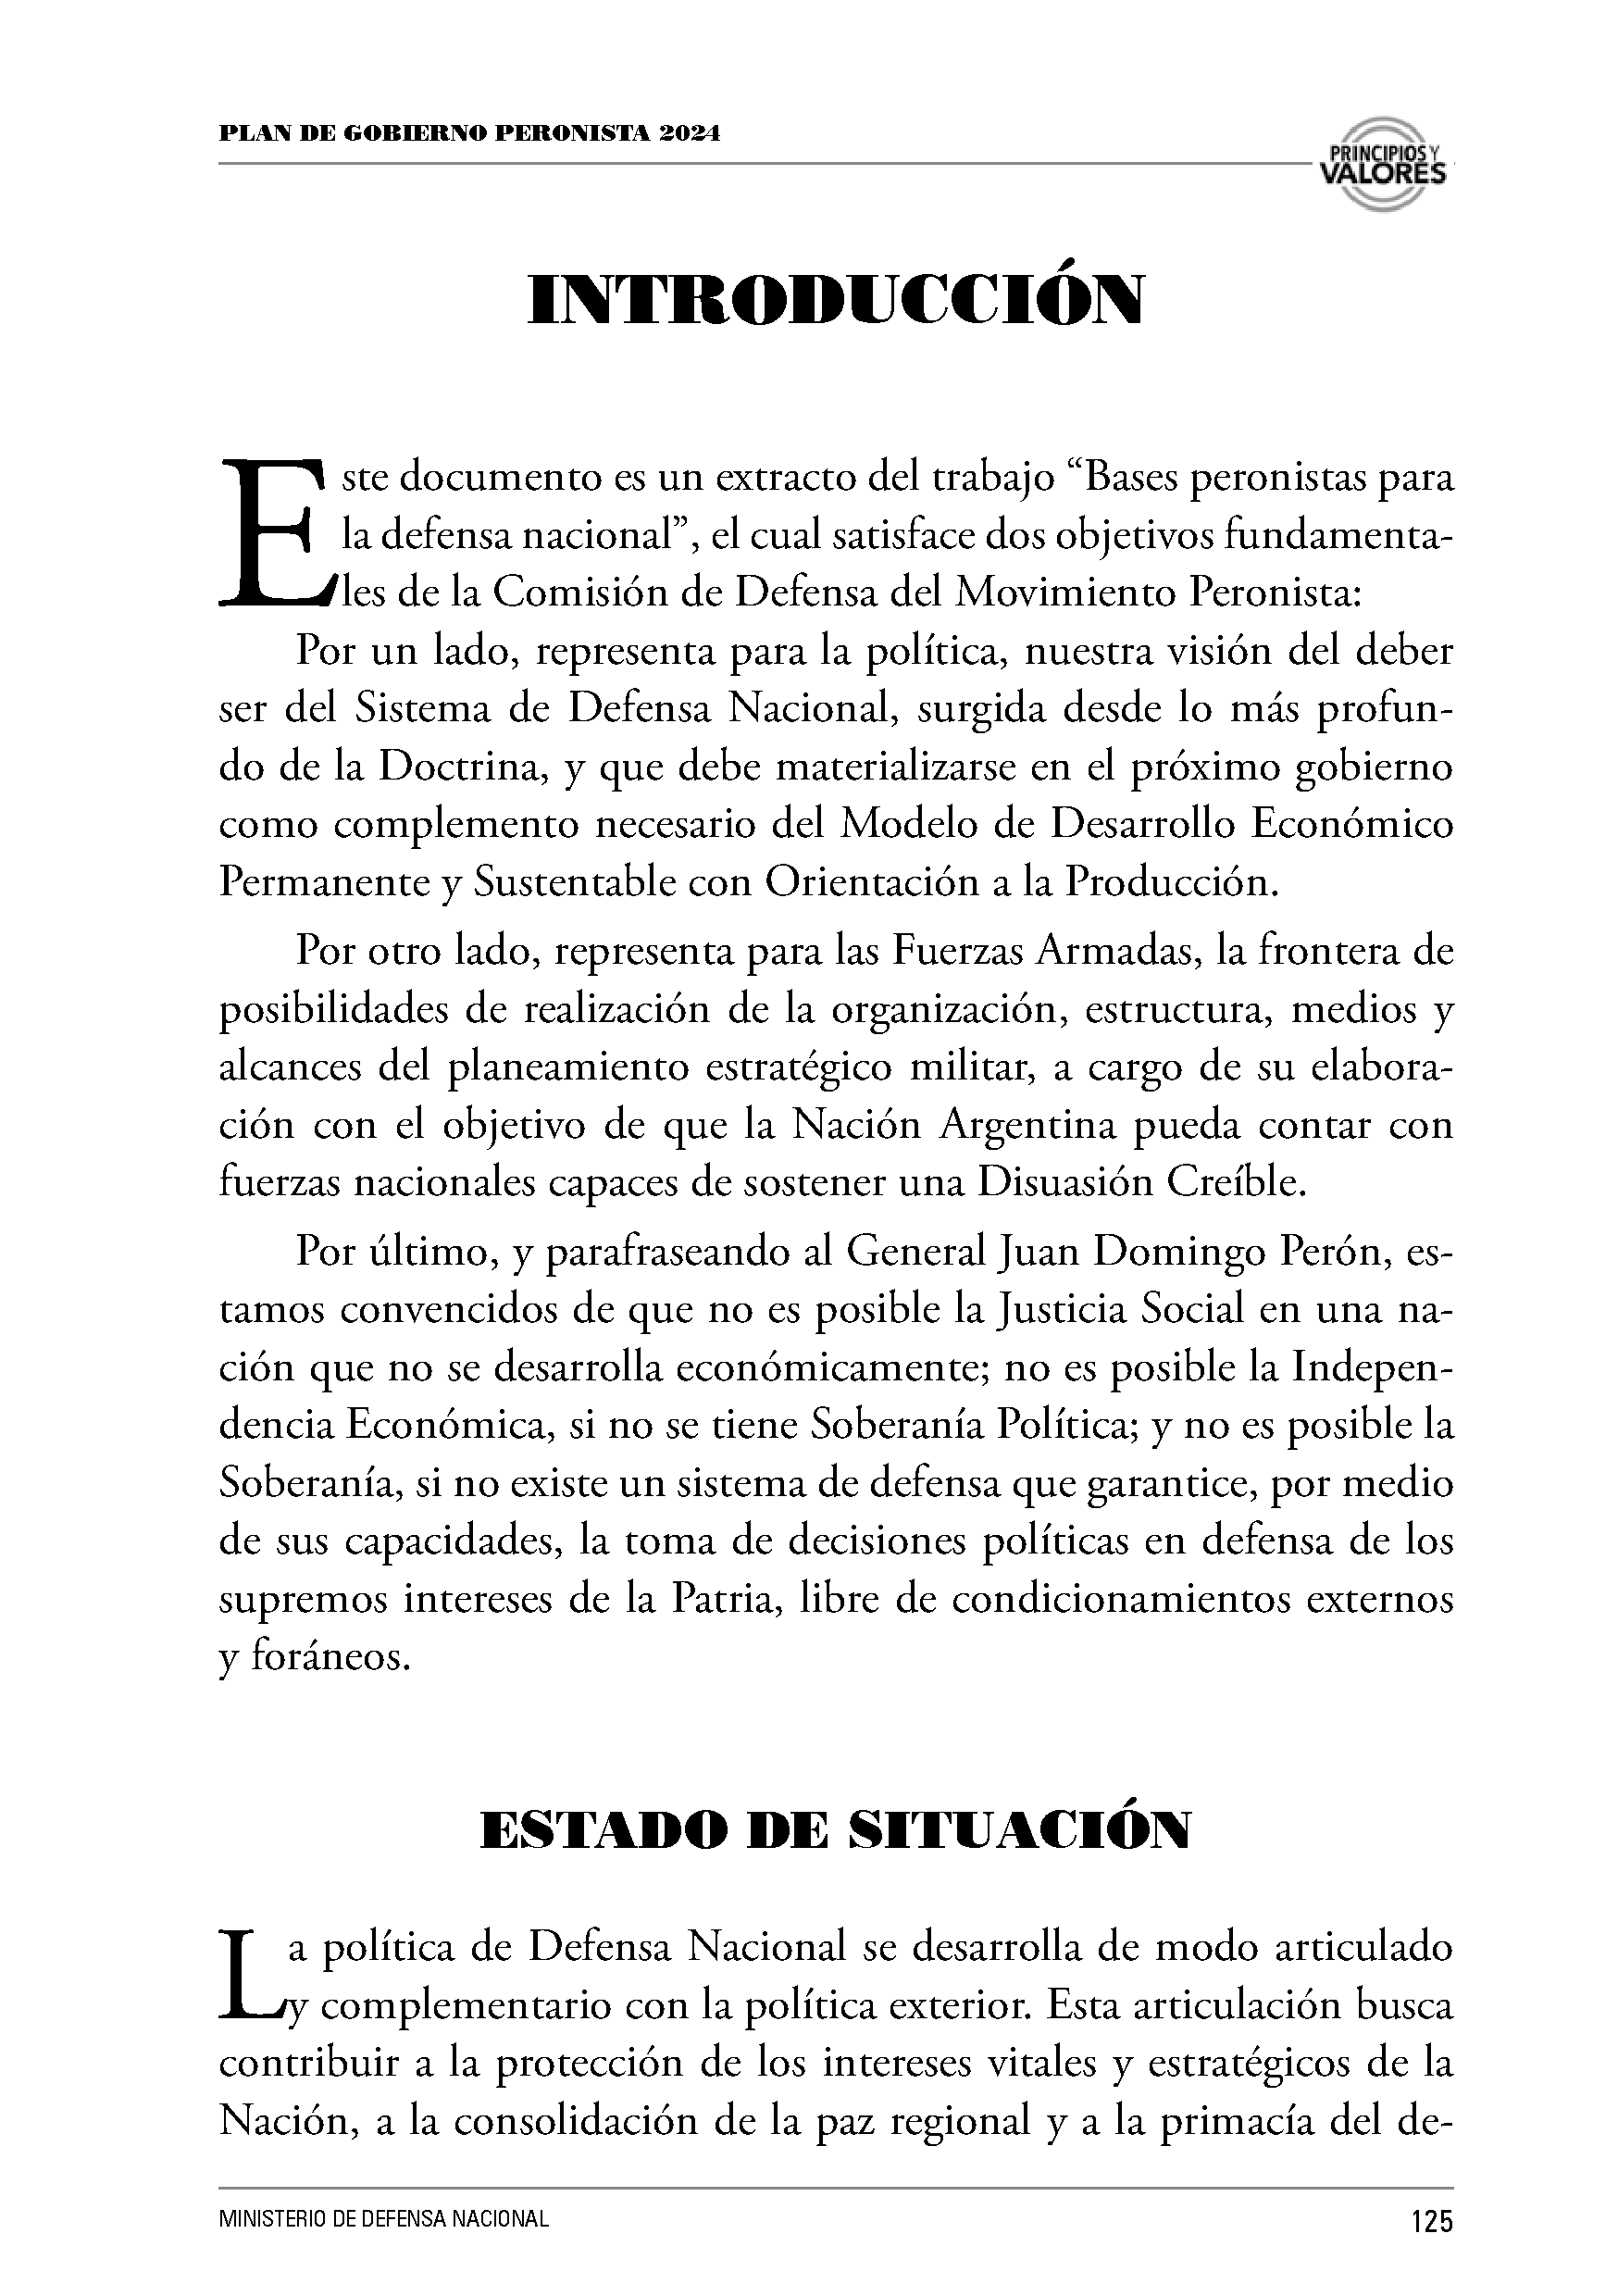 PLAN DE GOBIERNO PERONISTA 2024
PRINCIPIOS Y
VALORES
INTRODUCCIÓN
Este documento es un extracto del trabajo “Bases peronistas para
la defensa nacional”, el cual satisface dos objetivos fundamenta-
les de la Comisión de Defensa del Movimiento Peronista:
Por un lado, representa para la política, nuestra visión del deber
ser del Sistema de Defensa Nacional, surgida desde lo más profun-
do de la Doctrina, y que debe materializarse en el próximo gobierno
como complemento necesario del Modelo de Desarrollo Económico
Permanente y Sustentable con Orientación a la Producción.
Por otro lado, representa para las Fuerzas Armadas, la frontera de
posibilidades de realización de la organización, estructura, medios y
alcances del planeamiento estratégico militar, a cargo de su elabora-
ción con el objetivo de que la Nación Argentina pueda contar con
fuerzas nacionales capaces de sostener una Disuasión Creíble.
Por último, y parafraseando al General Juan Domingo Perón, es-
tamos convencidos de que no es posible la Justicia Social en una na-
ción que no se desarrolla económicamente; no es posible la Indepen-
dencia Económica, si no se tiene Soberanía Política; y no es posible la
Soberanía, si no existe un sistema de defensa que garantice, por medio
de sus capacidades, la toma de decisiones políticas en defensa de los
supremos intereses de la Patria, libre de condicionamientos externos
y foráneos.
ESTADO DE SITUACIÓN
La política de Defensa Nacional se desarrolla de modo articulado
y complementario con la política exterior. Esta articulación busca
contribuir a la protección de los intereses vitales y estratégicos de la
Nación, a la consolidación de la paz regional y a la primacía del de-
MINISTERIO DE DEFENSA NACIONAL
125